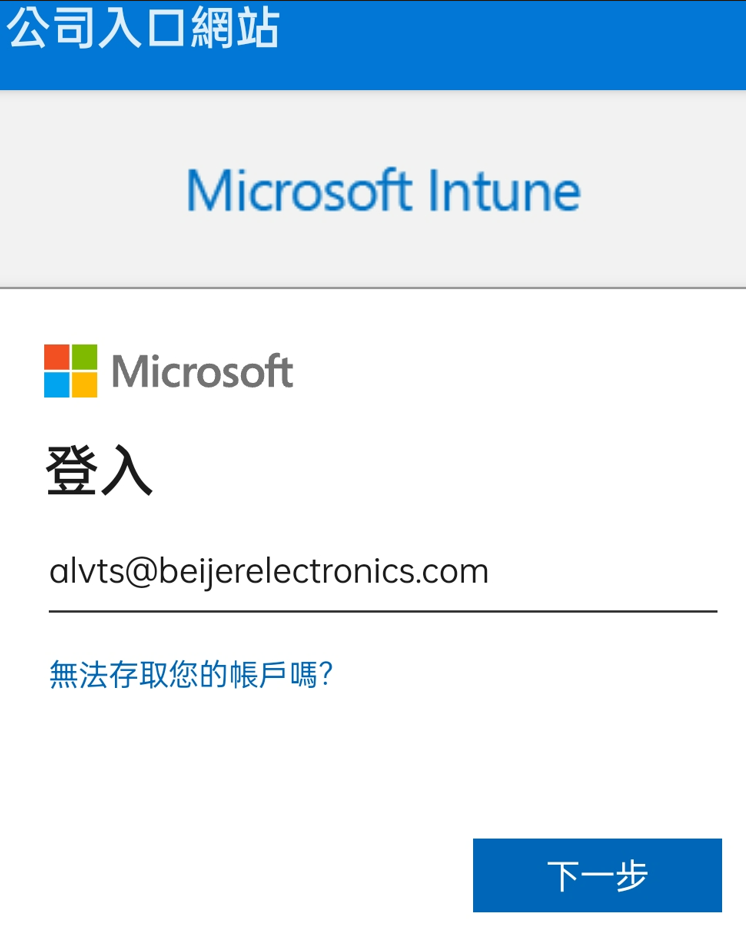 公司入口網站
Microsoft Intune
Microsoft
登入
alvts@beijerelectronics.com
無法存取您的帳戶嗎?
下一步